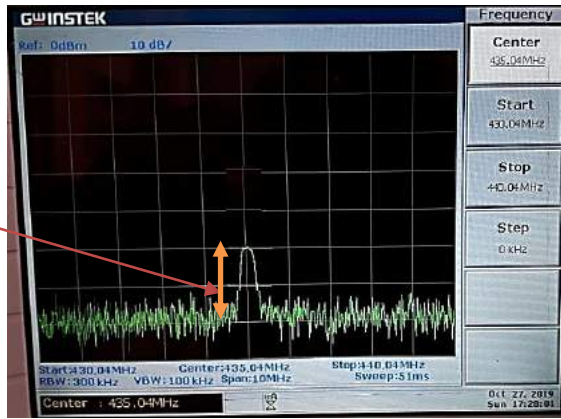 GWINSTEK
Frequency
Ref: 0dBm 10 dB/
Center
435.04MHz
Start
430.04MHz
Stop
440.04MHz
Step
0 kHz
Start:430.04MHz Center:435.04MHz Stop:440.04MHz
RBW:300 kHz VBW:100 kHz Span:10MHz Sweep:51ms
Center : 435.04MHz
Oct 27, 2019
Sun 17:28:01